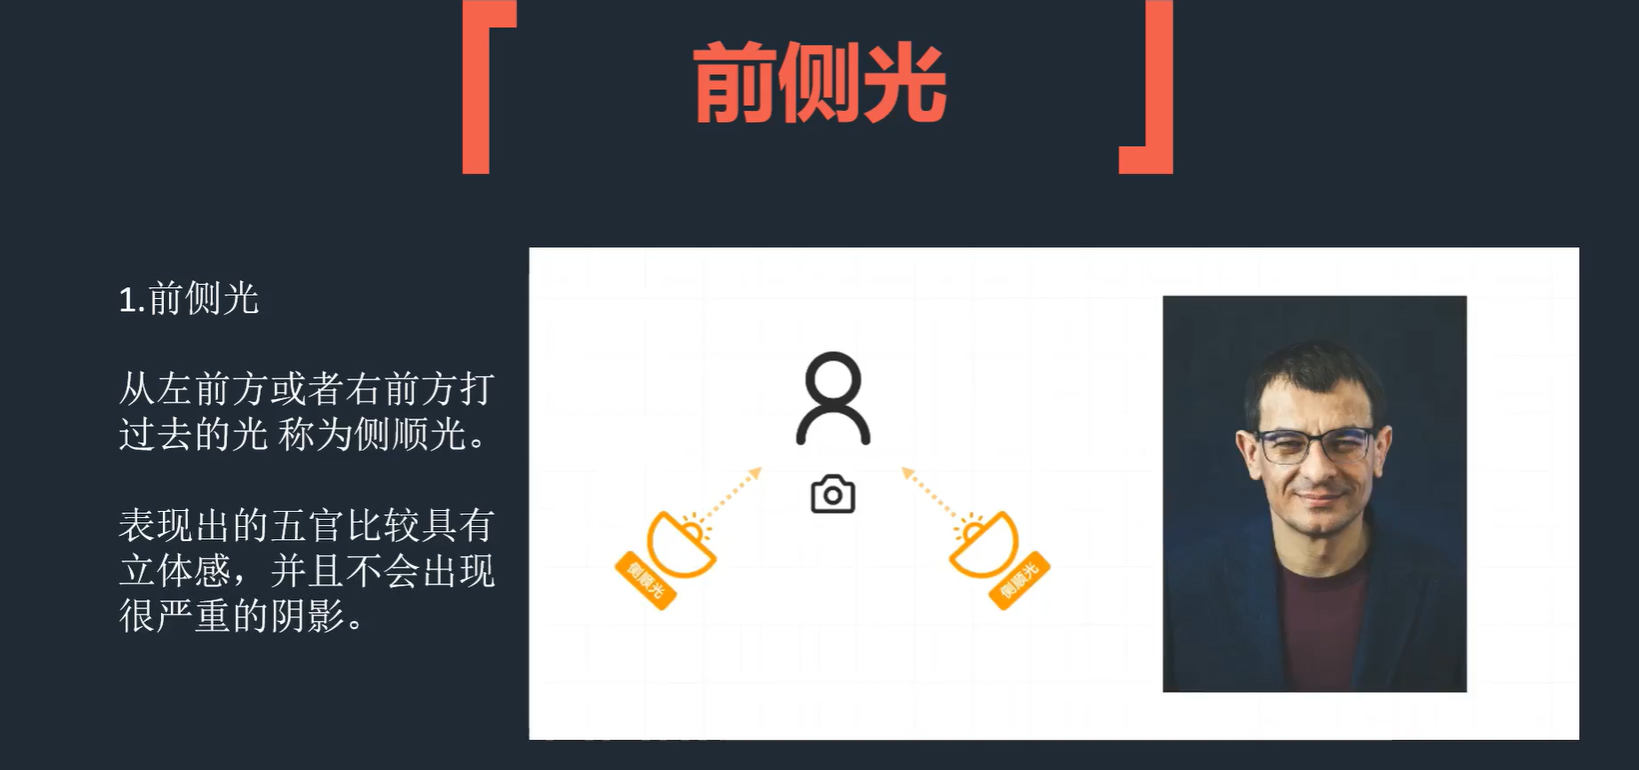 前侧光
1.前侧光
从左前方或者右前方打
过去的光 称为侧顺光。
表现出的五官比较具有
立体感，并且不会出现
很严重的阴影。
侧顺光
侧顺光